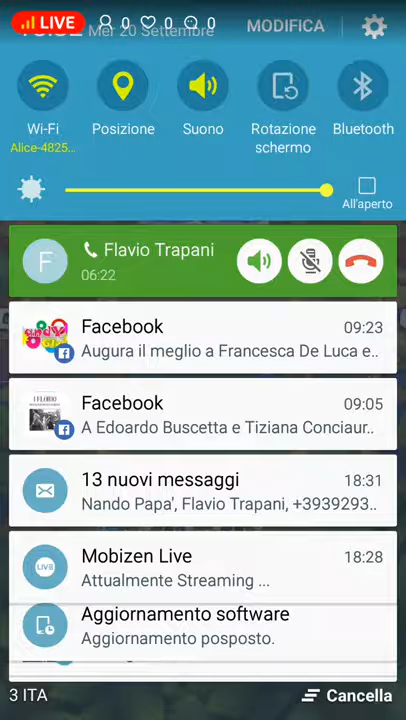 LIVE 0 0 0
Mer 20 Settembre
MODIFICA
Wi-Fi
Alice-4825...
Posizione
Suono
Rotazione
schermo
Bluetooth
All'aperto
F
Flavio Trapani
06:22
Facebook 09:23
Augura il meglio a Francesca De Luca e..
I FLORIO
Facebook 09:05
A Edoardo Buscetta e Tiziana Conciaur..
13 nuovi messaggi 18:31
Nando Papa', Flavio Trapani, +3939293..
LIVE
Mobizen Live 18:28
Attualmente Streaming ...
Aggiornamento software
Aggiornamento posposto.
3 ITA
Cancella